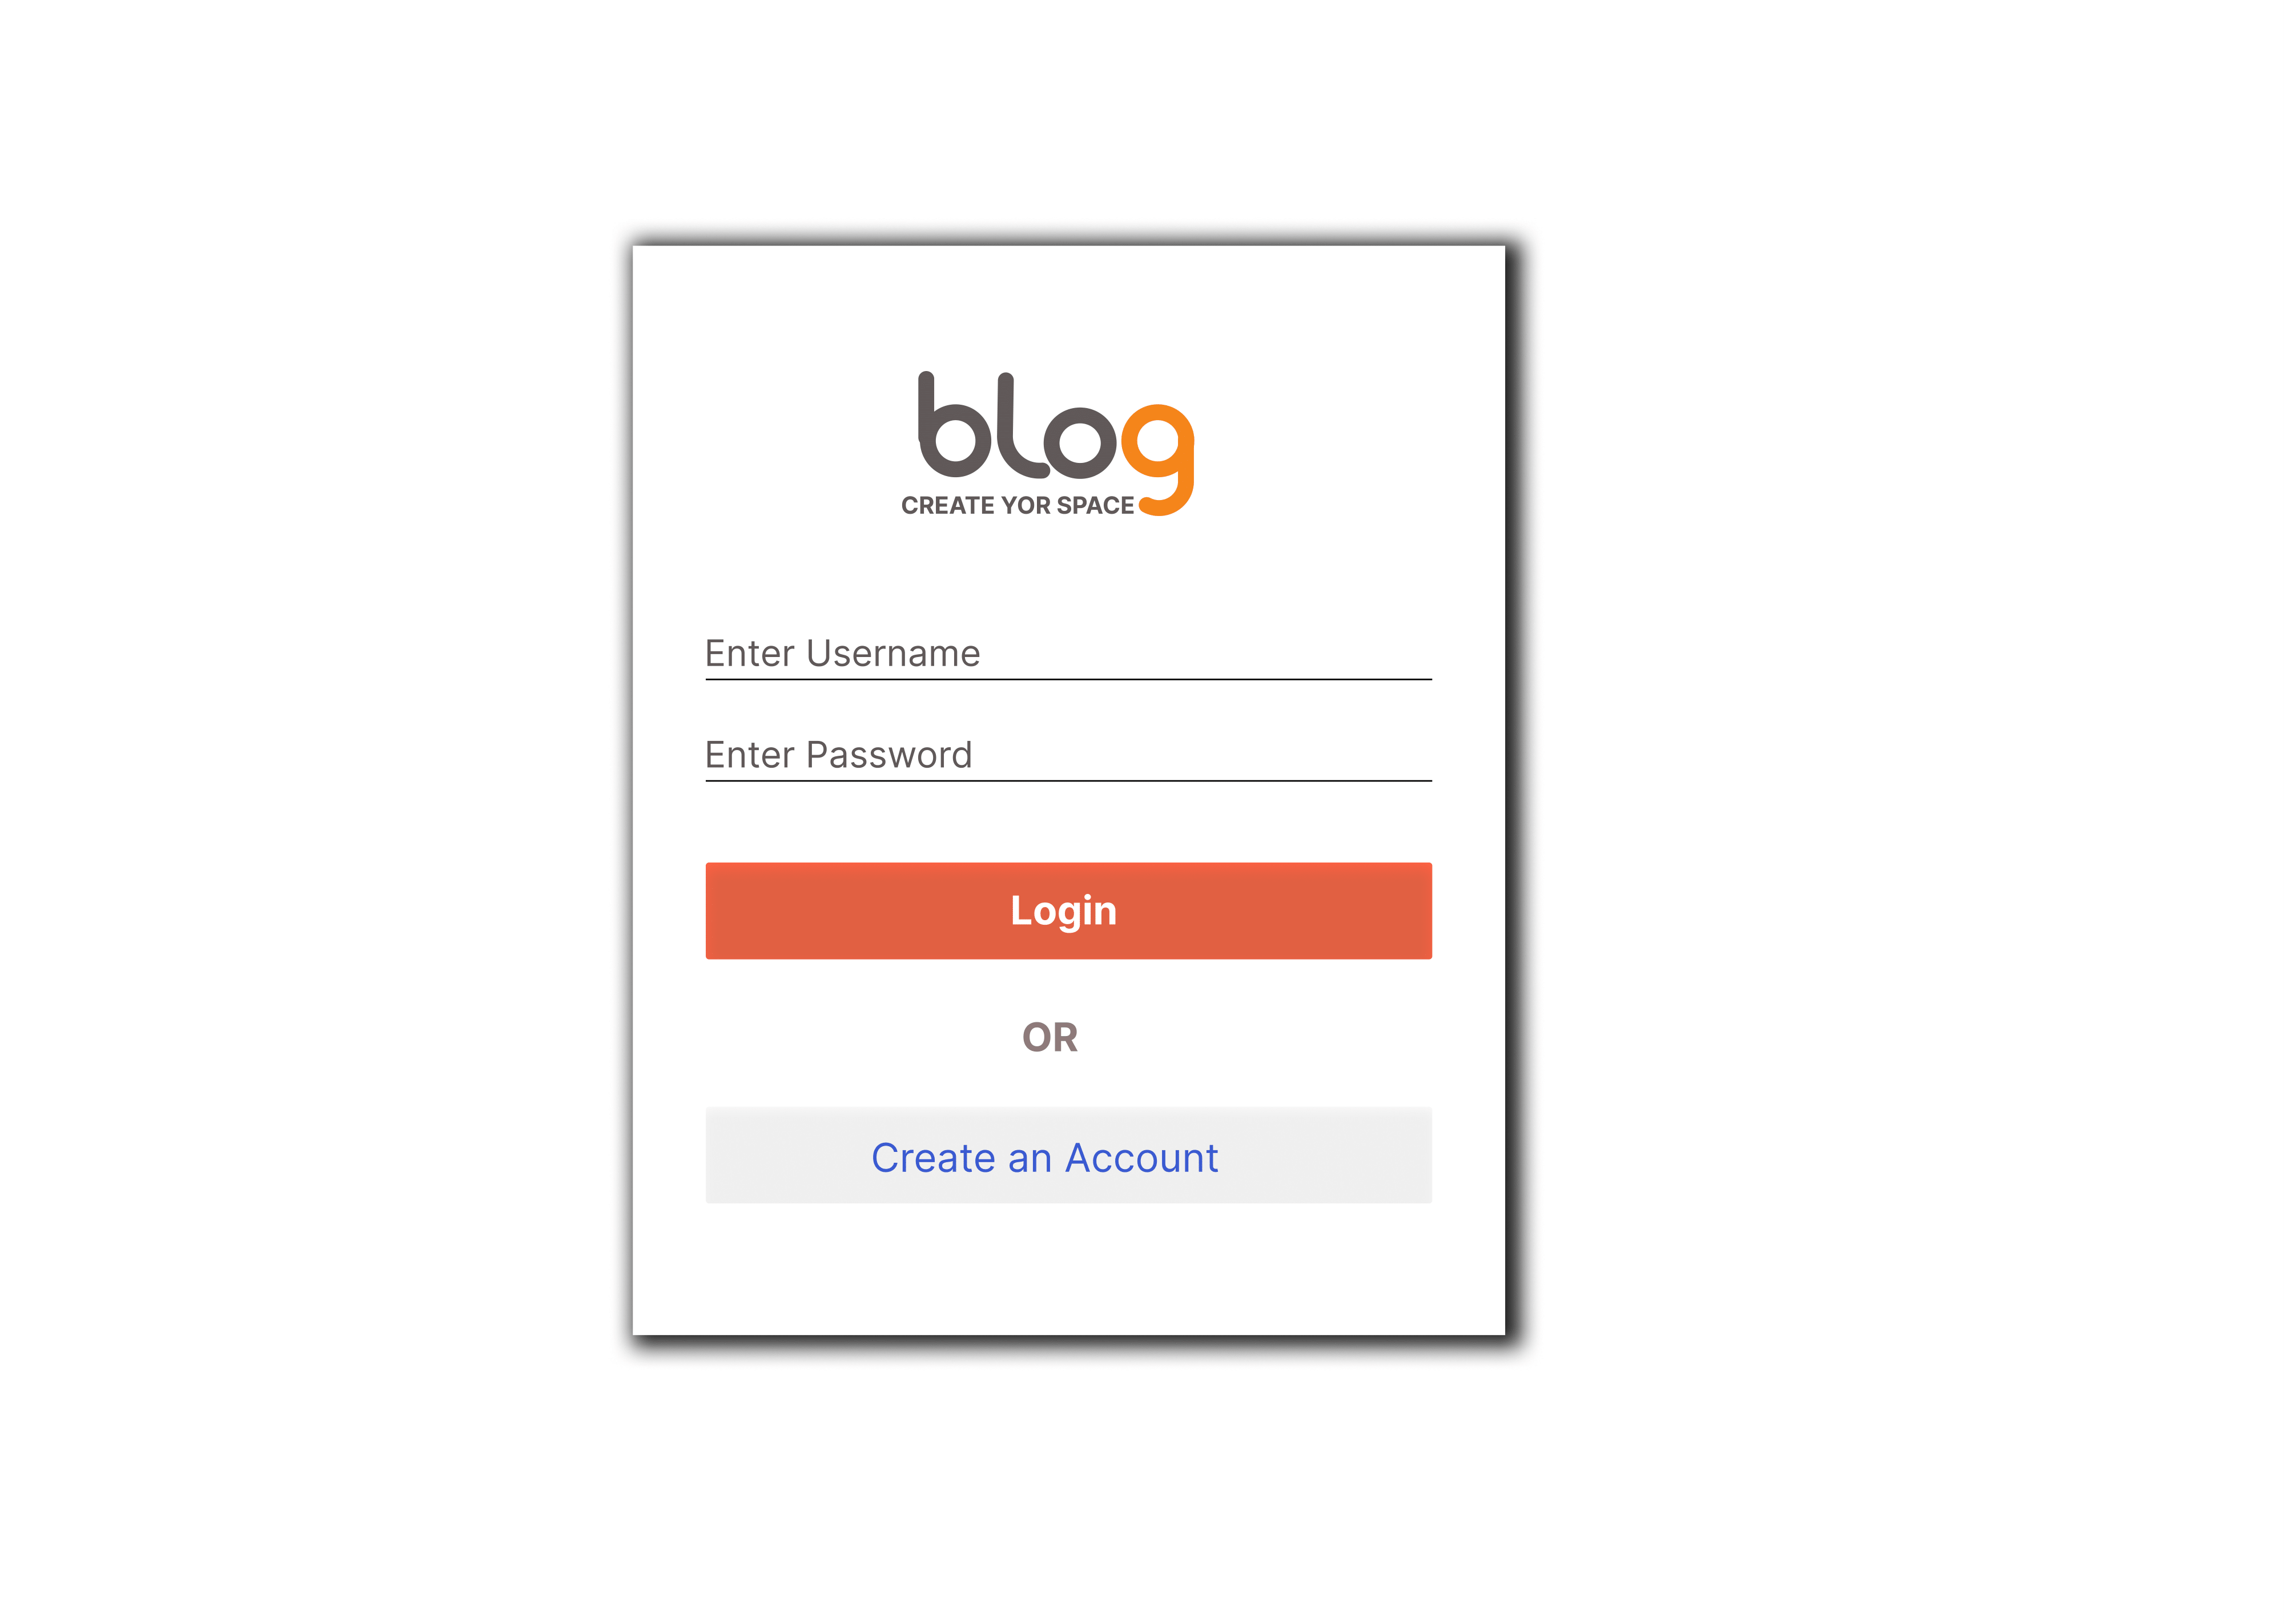 blog
CREATE YOR SPACE
Enter Username
Enter Password
Login
OR
Create an Account